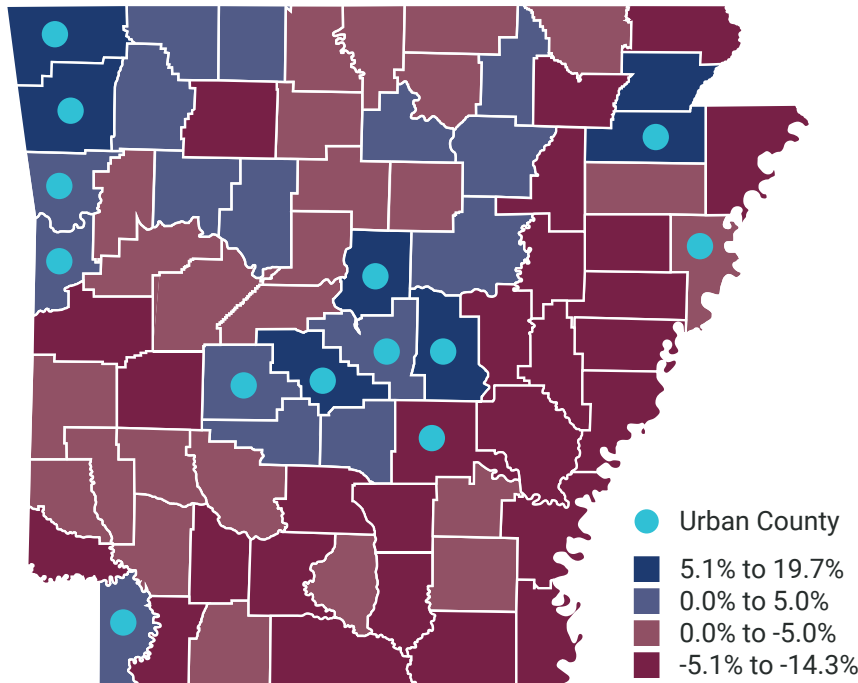 Urban County
5.1% to 19.7%
0.0% to 5.0%
0.0% to -5.0%
-5.1% to -14.3%